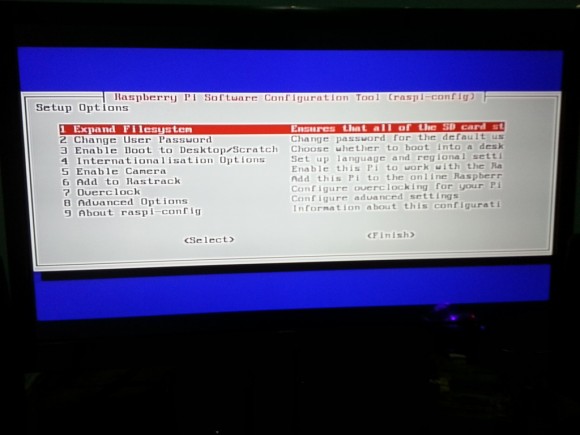 Raspberry Pi Software Configuration Tool (raspi-config)
Setup Options
1 Expand Filesystem Ensures that all of the SD card st
2 Change User Password Change password for the default us
3 Enable Boot to Desktop/Scratch Choose whether to boot into a desk
4 Internationalisation Options Set up language and regional setti
5 Enable Camera Enable this Pi to work with the Ra
6 Add to Rastrack Add this Pi to the online Raspberr
7 Overclock Configure overclocking for your Pi
8 Advanced Options Configure advanced settings
9 About raspi-config Information about this configurati
<Select> <Finish>